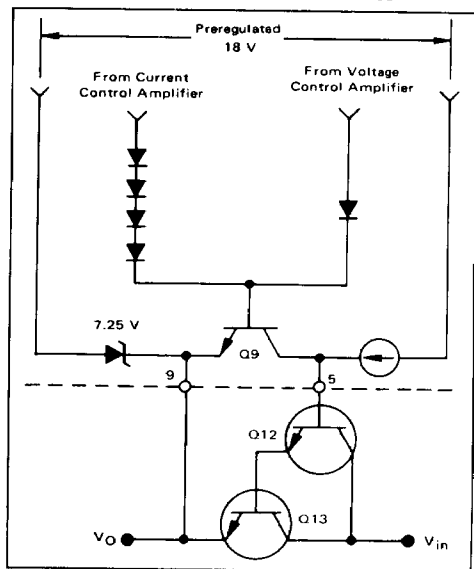 Preregulated
18 V
From Current
Control Amplifier
From Voltage
Control Amplifier
7.25 V
Q9
9
5
Q12
Q13
VO
Vin